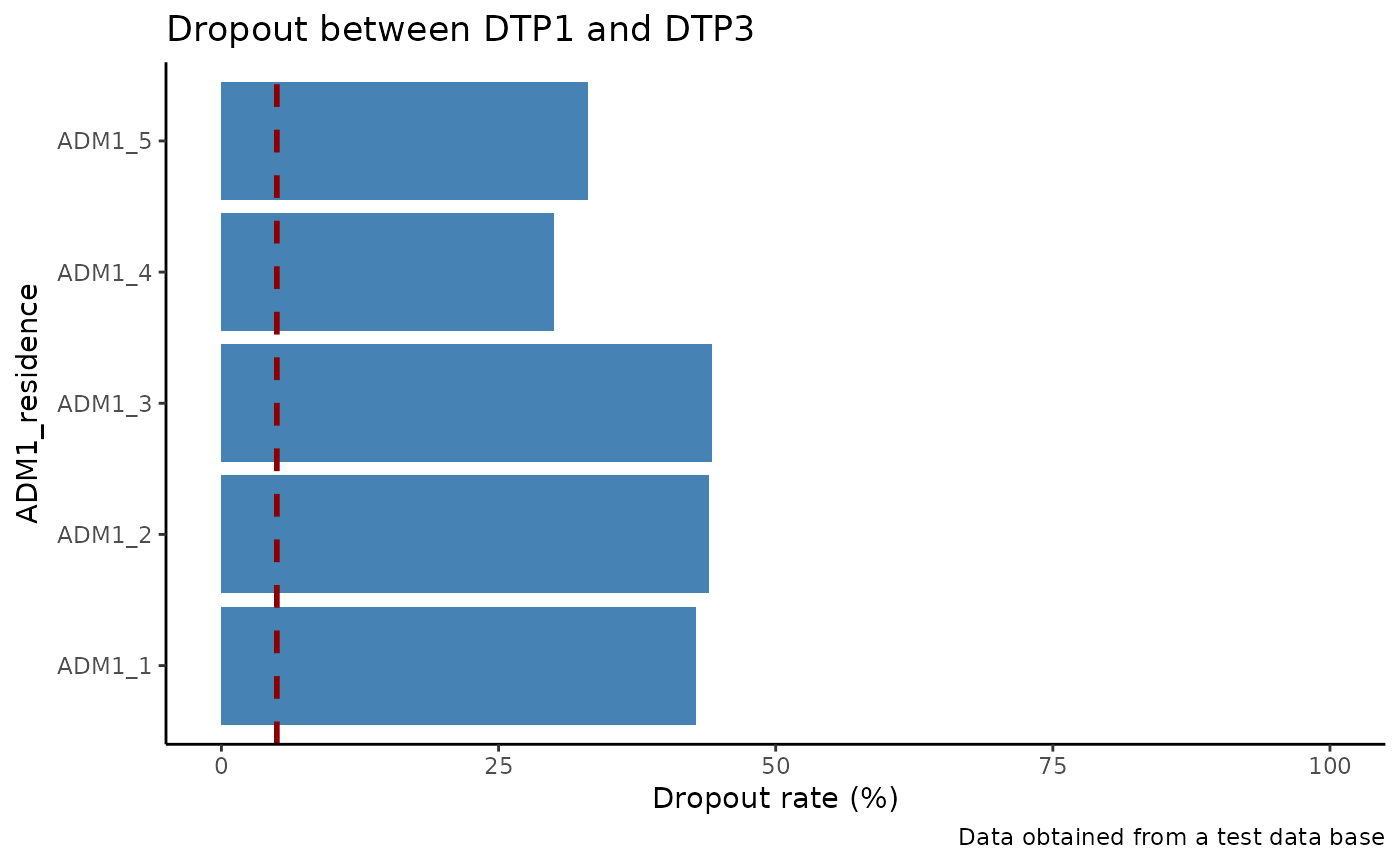 Dropout between DTP1 and DTP3
ADM1_residence
ADM1_5
ADM1_4
ADM1_3
ADM1_2
ADM1_1
0 25 50 75 100
Dropout rate (%)
Data obtained from a test data base